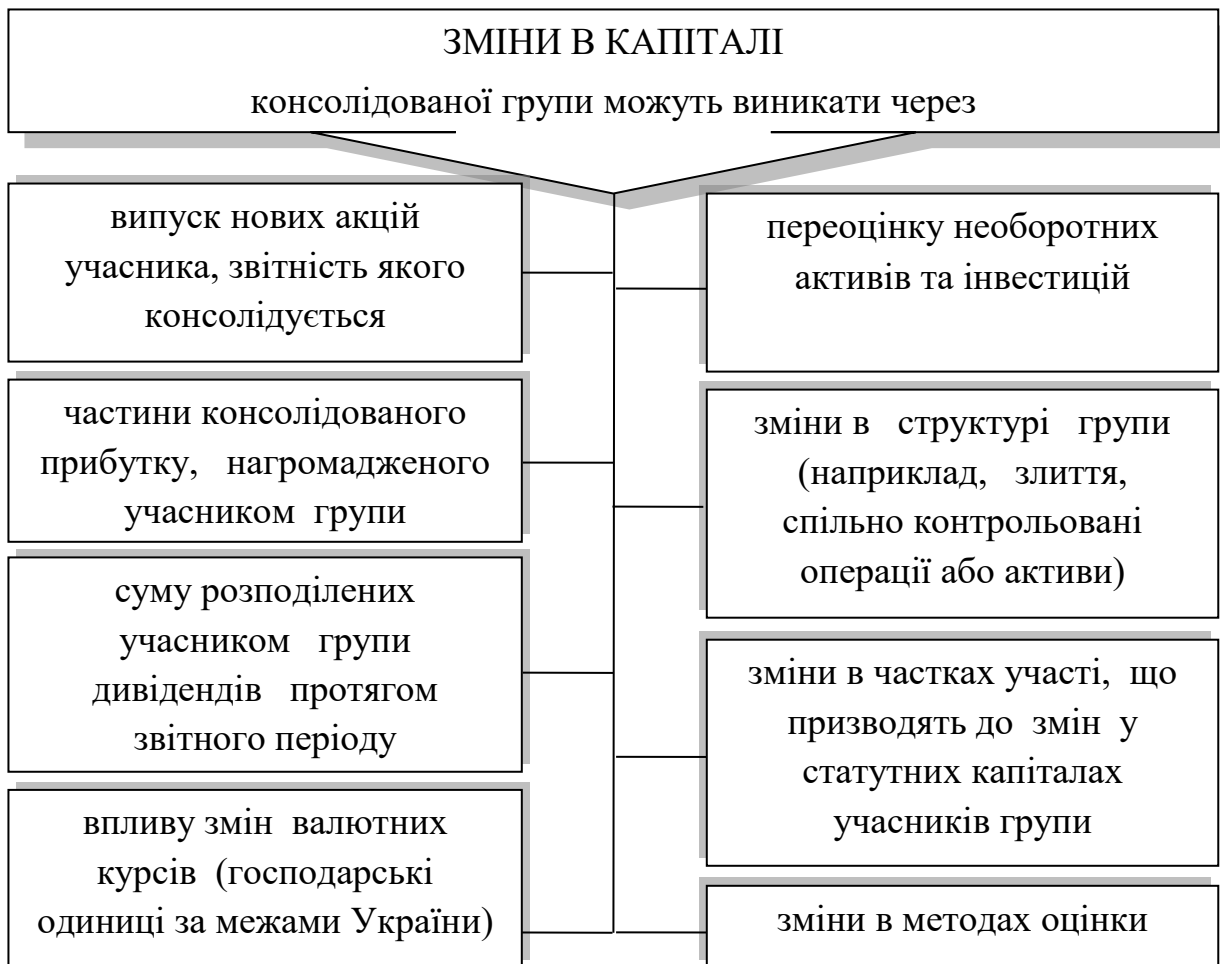 ЗМІНИ В КАПІТАЛІ
консолідованої групи можуть виникати через
випуск нових акцій
учасника, звітність якого
консолідується
частини консолідованого
прибутку, нагромадженого
учасником групи
суму розподілених
учасником групи
дивідендів протягом
звітного періоду
впливу змін валютних
курсів (господарські
одиниці за межами України)
переоцінку необоротних
активів та інвестицій
зміни в структурі групи
(наприклад, злиття,
спільно контрольовані
операції або активи)
зміни в частках участі, що
призводять до змін у
статутних капіталах
учасників групи
зміни в методах оцінки